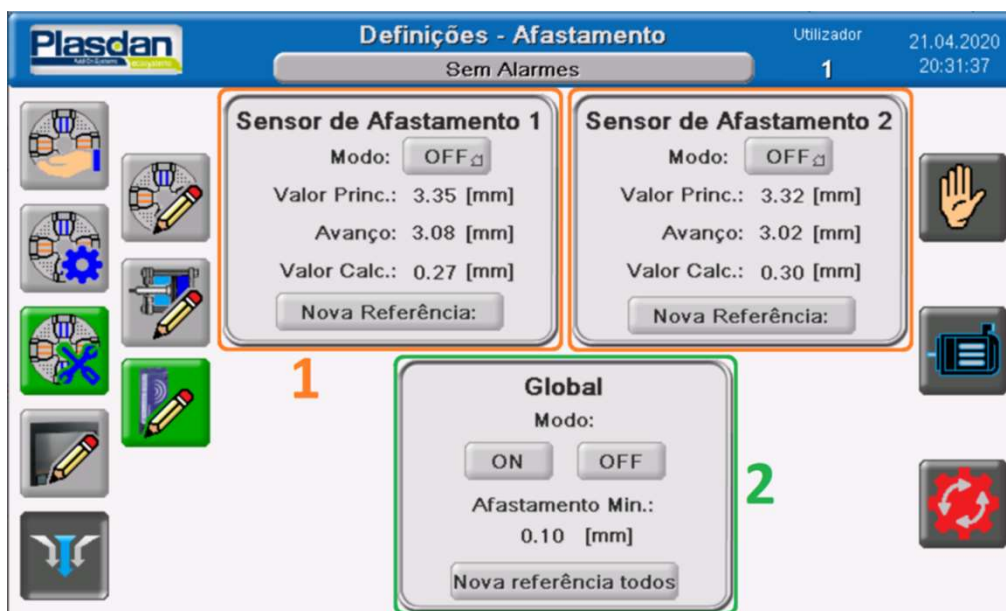 Plasdan
Definições - Afastamento
Utilizador
21.04.2020
Sem Alarmes
1
20:31:37
Sensor de Afastamento 1
Modo: OFF
Valor Princ.: 3.35 [mm]
Avanço: 3.08 [mm]
Valor Calc.: 0.27 [mm]
Nova Referência:
1
Sensor de Afastamento 2
Modo: OFF
Valor Princ.: 3.32 [mm]
Avanço: 3.02 [mm]
Valor Calc.: 0.30 [mm]
Nova Referência:
Global
Modo:
ON OFF
Afastamento Min.:
0.10 [mm]
Nova referência todos
2